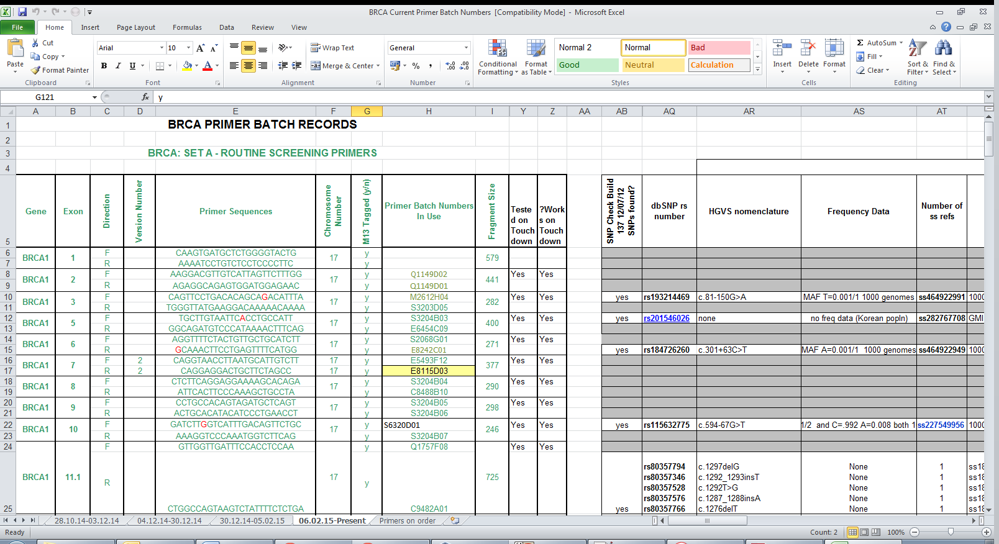 BRCA Current Primer Batch Numbers [Compatibility Mode] - Microsoft Excel
File Home Insert Page Layout Formulas Data Review View
Paste Cut Copy Format Painter Clipboard
Arial 10 A A B I U A Font
Wrap Text Merge & Center Alignment
General % , Number
Conditional Formatting Format as Table
Normal 2 Normal Bad
Good Neutral Calculation
Styles
Insert Delete Format Cells
AutoSum Fill Clear Sort & Filter Find & Select Editing
G121 fx y
A B C D E F G H I Y Z AA AB AQ AR AS AT
1 BRCA PRIMER BATCH RECORDS
2
3 BRCA: SET A - ROUTINE SCREENING PRIMERS
4
5 Gene Exon Direction Version Number Primer Sequences Chromosome Number M13 Tagged (y/n) Primer Batch Numbers In Use Fragment Size Tested on Touch down ?Works on Touch down SNP Check Build 137 12/07/12 SNPs found? dbSNP rs number HGVS nomenclature Frequency Data Number of ss refs
6 BRCA1 1 F CAAGTGATGCTCTGGGGTACTG 17 y 579
7 R AAAATCCTGTCTCCTCCCCTTC y
8 BRCA1 2 F AAGGACGTTGTCATTAGTTCTTTGG 17 y Q1149D02 441 Yes Yes
9 R AGAGGCAGAGTGGATGGAGAAC y Q1149D01
10 BRCA1 3 F CAGTTCCTGACACAGCAGACATTTA 17 y M2612H04 282 Yes Yes yes rs193214469 c.81-150G>A MAF T=0.001/1 1000 genomes ss464922991 1000
11 R TGGGTTATGAAGGACAAAAACAAAA y S3203D05
12 BRCA1 5 F TGCTTGTAATTCACCTGCCATT 17 y S3204B03 400 Yes Yes yes rs201546026 none no freq data (Korean popln) ss282767708 GMI
13 R GGCAGATGTCCCATAAAACTTTCAG y E6454C09
14 BRCA1 6 F AGGTTTTCTACTGTTGCTGCATCTT 17 y S2068G01 271 Yes Yes
15 R GCAAACTTCCTGAGTTTTCATGG y E8242C01 yes rs184726260 c.301+63C>T MAF A=0.001/1 1000 genomes ss464922949 1000
16 BRCA1 7 F 2 CAGGTAACCTTAATGCATTGTCTT 17 y E5493F12 377 Yes Yes
17 R 2 CAGGAGGACTGCTTCTAGCC 17 y E8115D03
18 BRCA1 8 F CTCTTCAGGAGGAAAAGCACAGA 17 y S3204B04 290 Yes Yes
19 R ATTCACTTCCCAAAGCTGCCTA y C8488B10
20 BRCA1 9 F CCTGCCACAGTAGATGCTCAGT 17 y S3204B05 298 Yes Yes
21 R ACTGCACATACATCCCTGAACCT y S3204B06
22 BRCA1 10 F GATCTTGGTCATTTGACAGTTCTGC 17 y S6320D01 246 Yes Yes yes rs115632775 c.594-67G>T 1/2 and C=.992 A=0.008 both 1 ss227549956 1000
23 R AAAGGTCCCAAATGGTCTTCAG y S3204B07
24 F GTTGGTTGATTTCCACCTCCAA y Q1757F08 Yes Yes
rs80357794 c.1297delG None 1 ss18
BRCA1 11.1 17 725 rs80357346 c.1292_1293insT None 1 ss18
R y rs80357528 c.1292T>G None 1 ss18
rs80357576 c.1287_1288insA None 1 ss18
25 CTGGCCAGTAAGTCTATTTTCTCTGA C9482A01 yes rs80357766 c.1276delT None 1 ss18
28.10.14-03.12.14 04.12.14-30.12.14 30.12.14-05.02.15 06.02.15-Present Primers on order
Ready Count: 2 100%